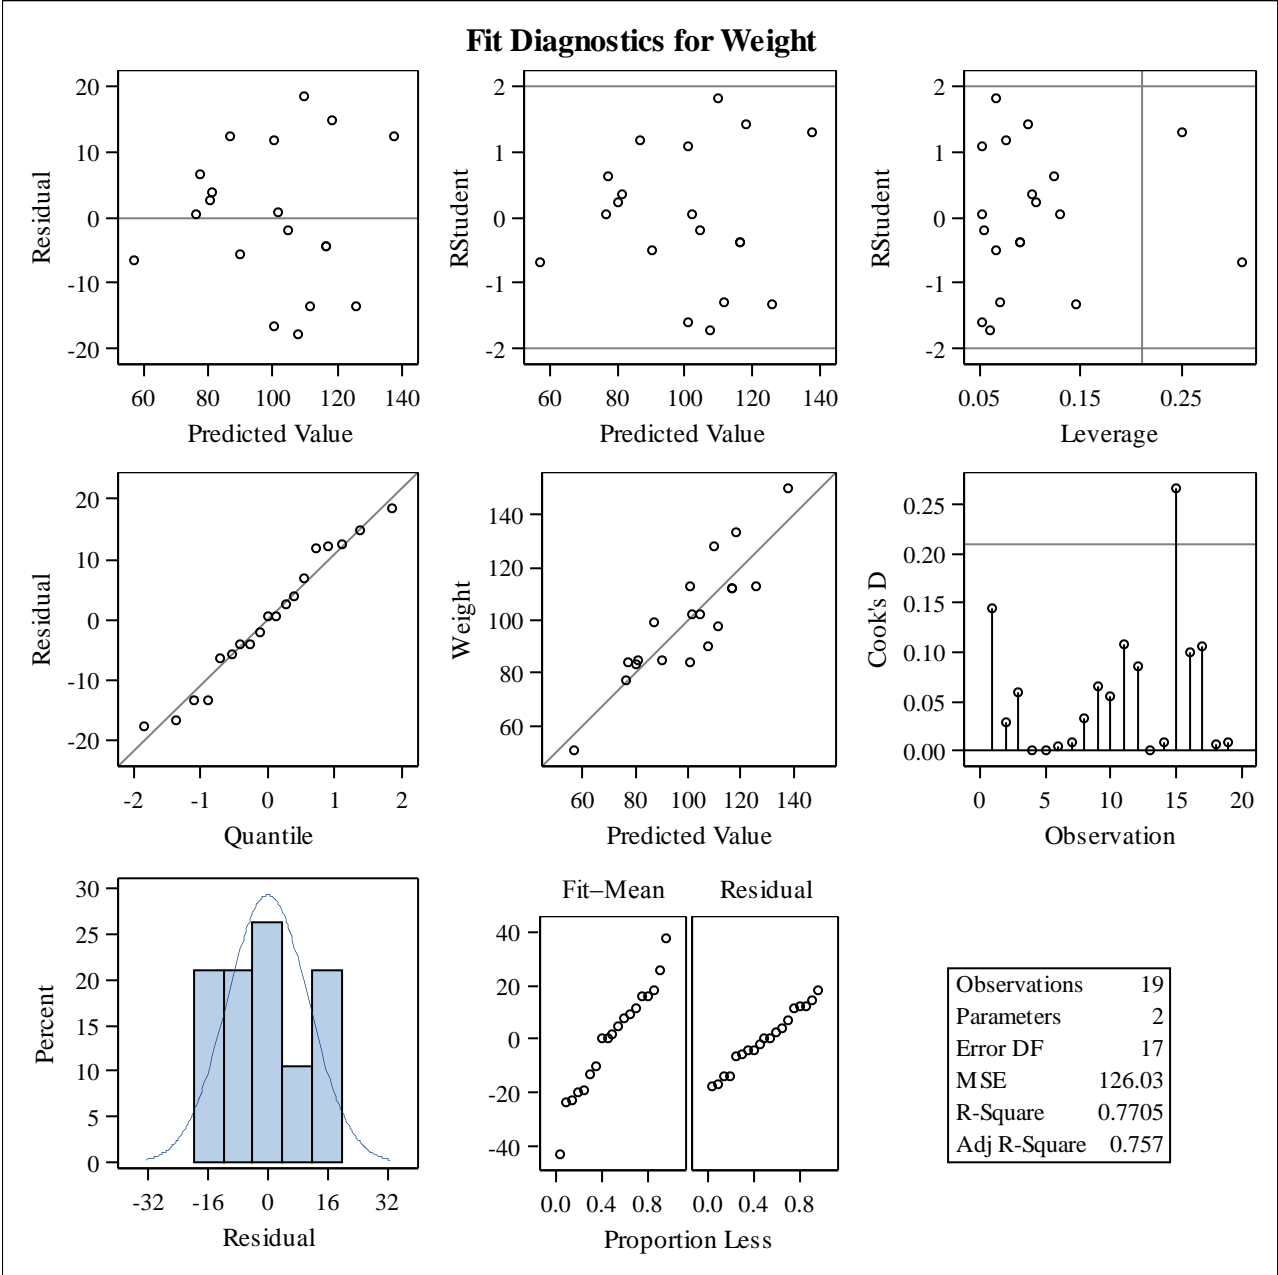 Fit Diagnostics for Weight
20
10
0
-10
-20
Residual
60 80 100 120 140
Predicted Value
2
1
0
-1
-2
RStudent
60 80 100 120 140
Predicted Value
2
1
0
-1
-2
RStudent
0.05 0.15 0.25
Leverage
20
10
0
-10
-20
Residual
-2 -1 0 1 2
Quantile
140
120
100
80
60
Weight
60 80 100 120 140
Predicted Value
0.25
0.20
0.15
0.10
0.05
0.00
Cook's D
0 5 10 15 20
Observation
30
25
20
15
10
5
0
Percent
-32 -16 0 16 32
Residual
Fit–Mean Residual
40
20
0
-20
-40
0.0 0.4 0.8 0.0 0.4 0.8
Proportion Less
Observations 19
Parameters 2
Error DF 17
MSE 126.03
R-Square 0.7705
Adj R-Square 0.757